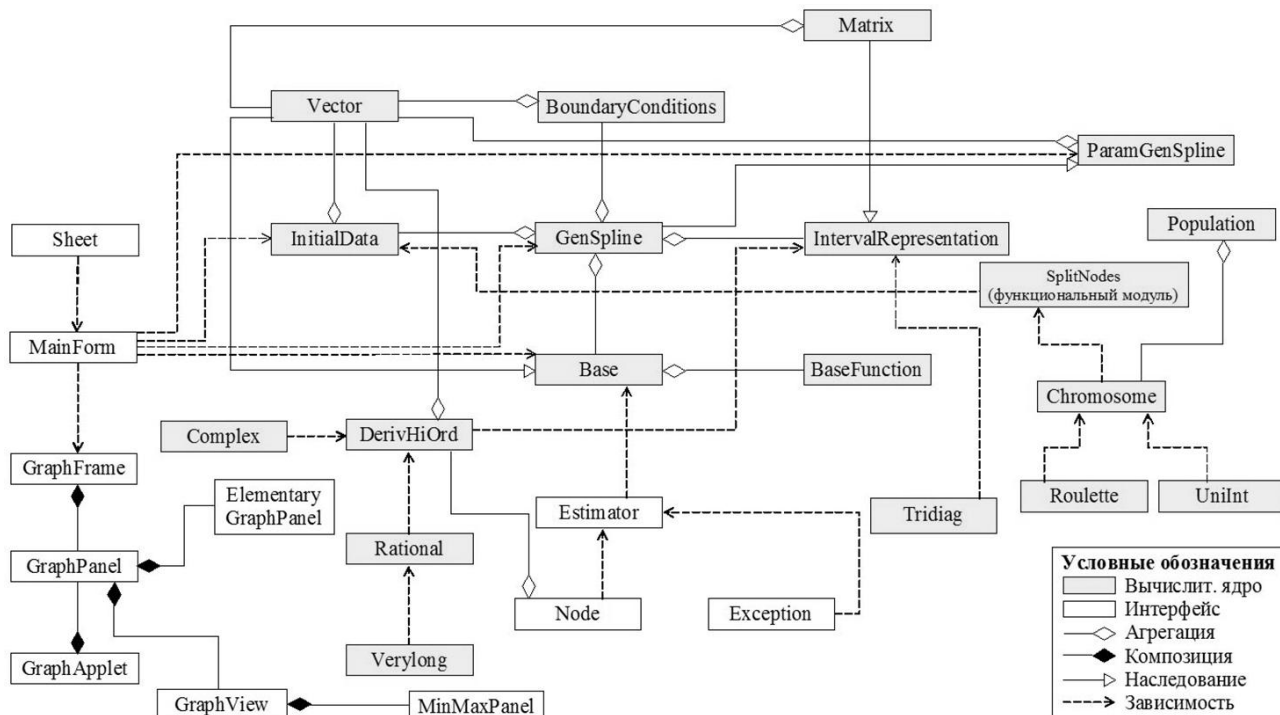 Matrix
Vector
BoundaryConditions
ParamGenSpline
Sheet
InitialData
GenSpline
IntervalRepresentation
Population
SplitNodes
(функциональный модуль)
MainForm
Base
BaseFunction
Chromosome
Complex
DerivHiOrd
GraphFrame
Elementary
GraphPanel
Estimator
Tridiag
Roulette
UniInt
GraphPanel
Rational
Node
Exception
GraphApplet
Verylong
GraphView
MinMaxPanel
Условные обозначения
Вычислит. ядро
Интерфейс
Агрегация
Композиция
Наследование
Зависимость